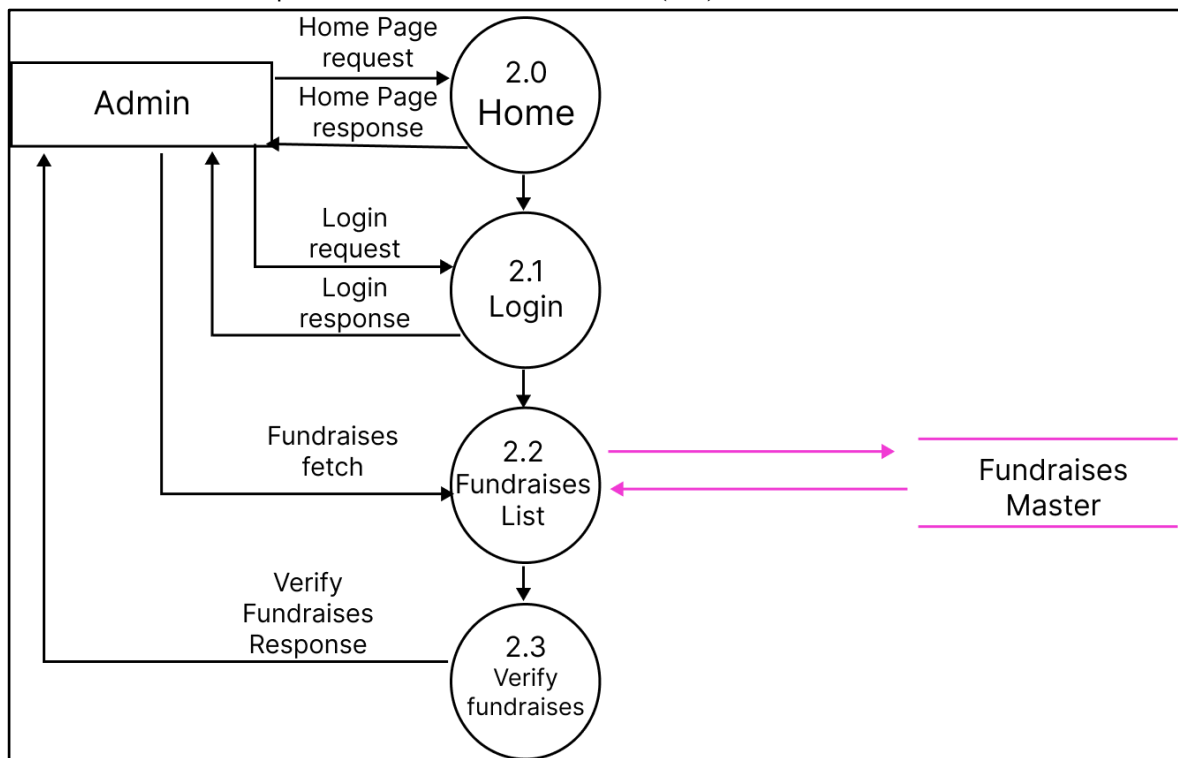 Home Page
request
Admin
2.0
Home
Home Page
response
Login
request
2.1
Login
Login
response
Fundraises
fetch
2.2
Fundraises
List
Fundraises
Master
Verify
Fundraises
Response
2.3
Verify
fundraises